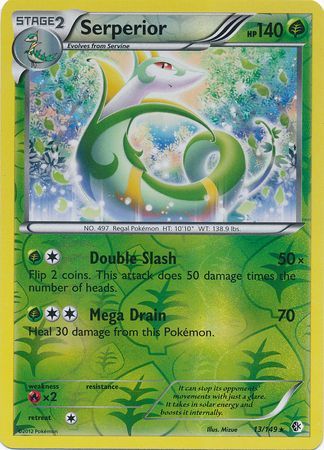 STAGE2
Serperior
HP140
Evolves from Servine
NO. 497 Regal Pokémon HT: 10'10" WT: 138.9 lbs.
Double Slash 50×
Flip 2 coins. This attack does 50 damage times
the number of heads.
Mega Drain 70
Heal 30 damage from this Pokémon.
weakness
resistance
×2
retreat
It can stop its opponents'
movements with just a glare.
It takes in solar energy and
boosts it internally.
©2012 Pokémon
Illus. Mizue
13/149★